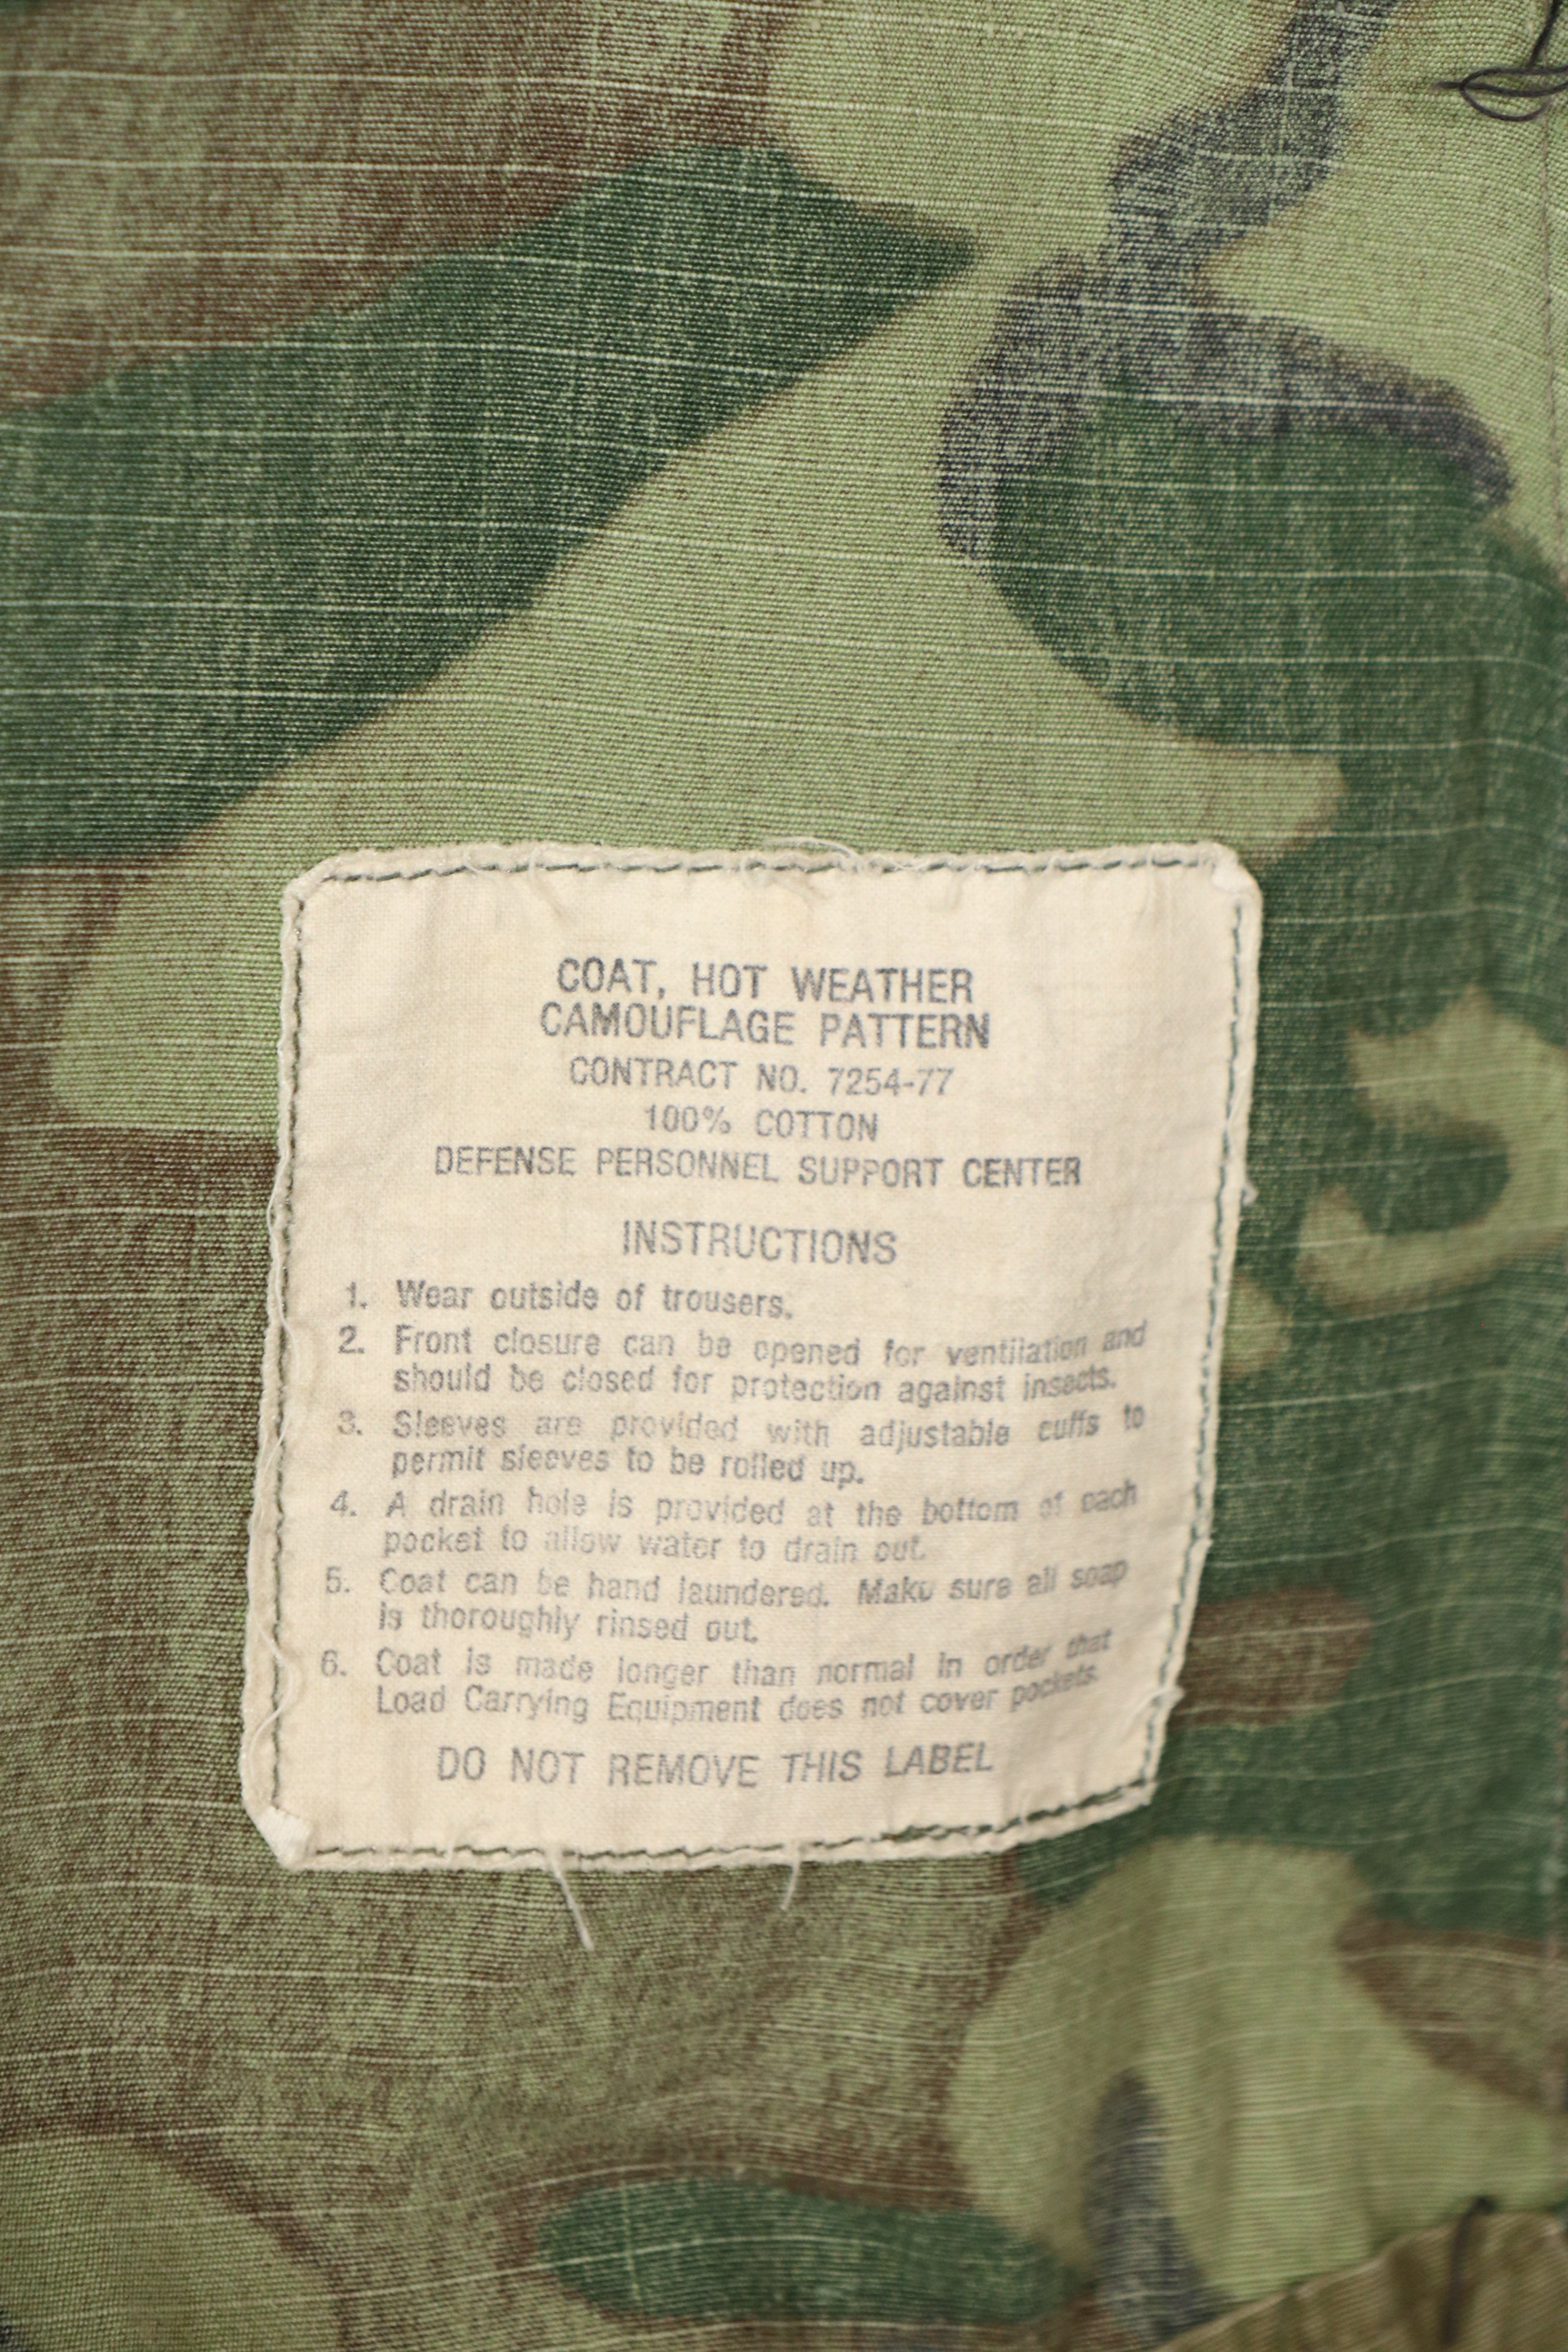 COAT, HOT WEATHER
CAMOUFLAGE PATTERN
CONTRACT NO. 7254-77
100% COTTON
DEFENSE PERSONNEL SUPPORT CENTER
INSTRUCTIONS
1. Wear outside of trousers.
2. Front closure can be opened for ventilation and
should be closed for protection against insects.
3. Sleeves are provided with adjustable cuffs to
permit sleeves to be rolled up.
4. A drain hole is provided at the bottom of each
pocket to allow water to drain out.
5. Coat can be hand laundered. Make sure all soap
is thoroughly rinsed out.
6. Coat is made longer than normal in order that
Load Carrying Equipment does not cover pockets.
DO NOT REMOVE THIS LABEL